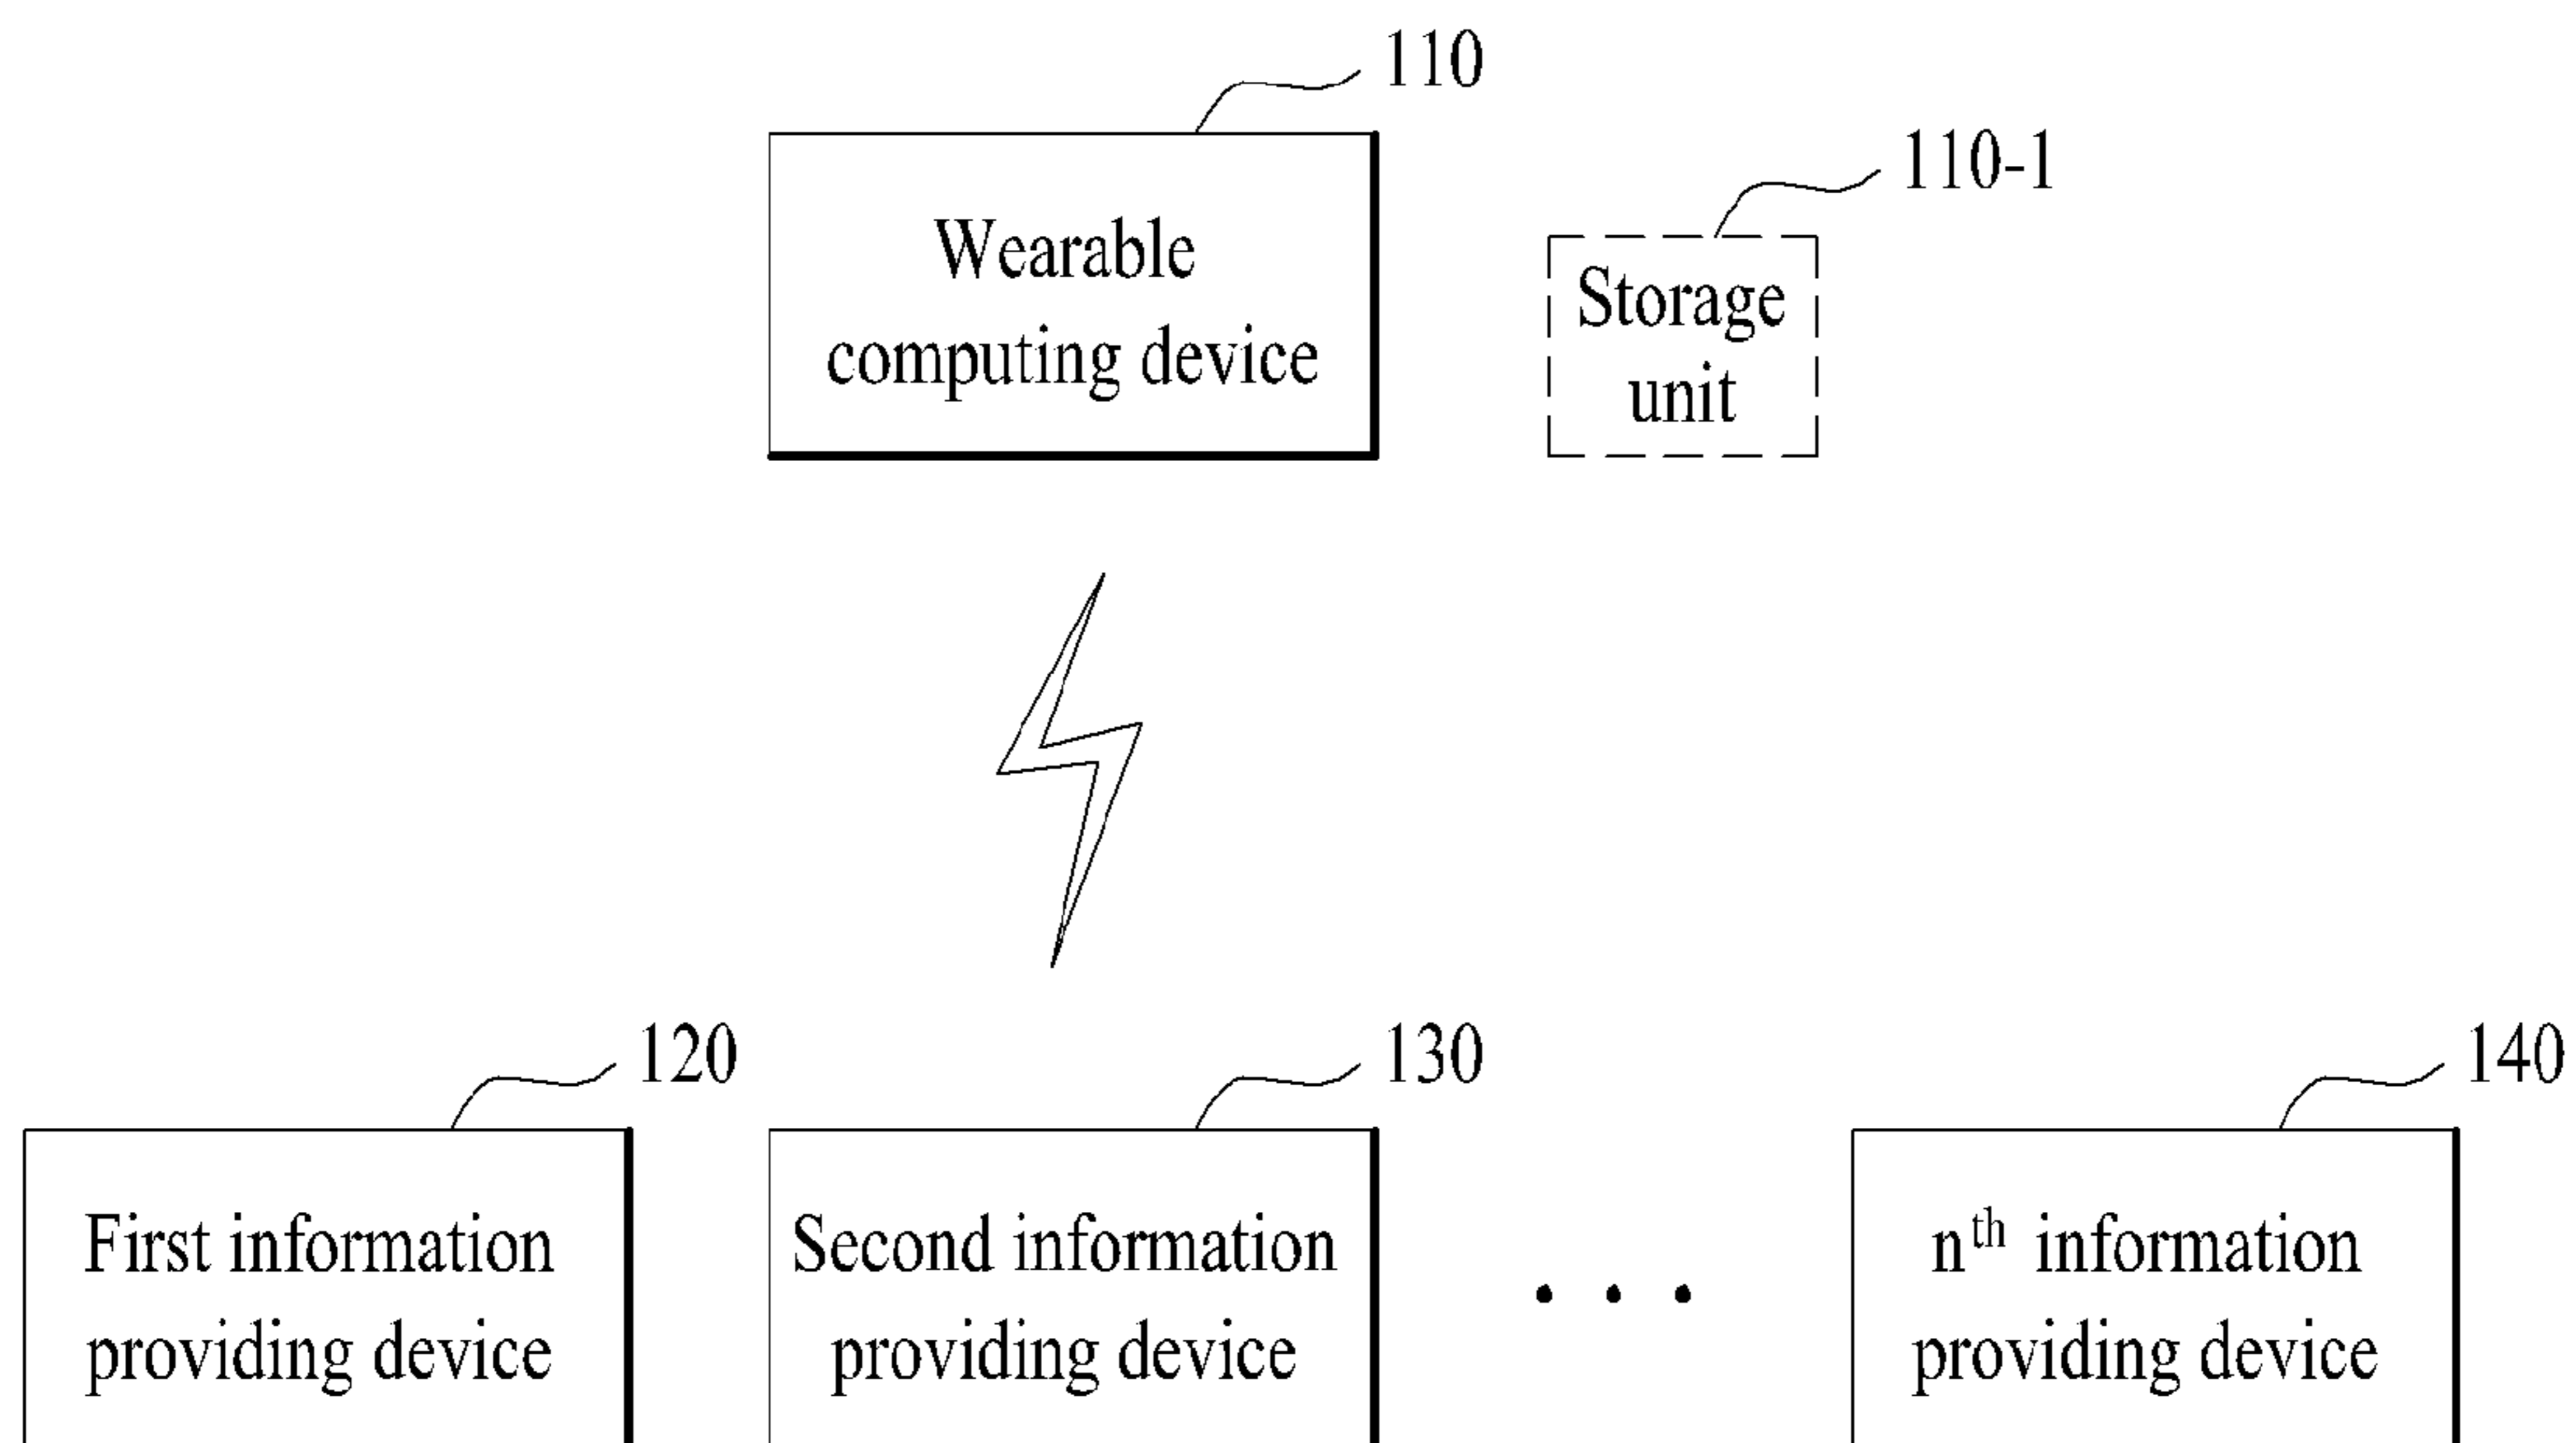 110
Wearable
computing device
110-1
Storage
unit
120
First information
providing device
130
Second information
providing device
. . .
140
nth information
providing device